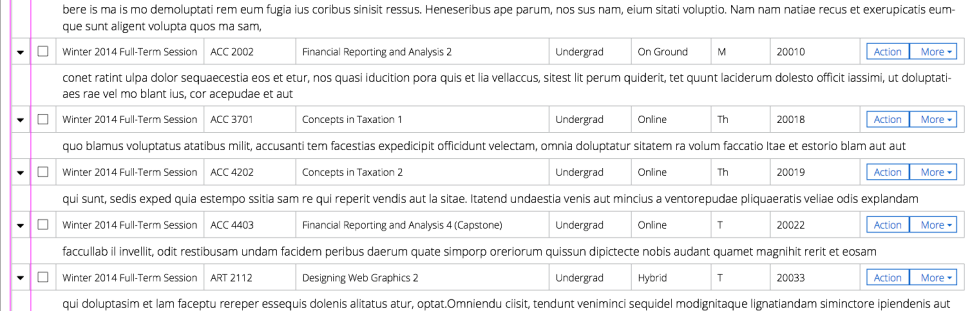 bere is ma is mo demoluptati rem eum fugia ius coribus sinisit ressus. Heneseribus ape parum, nos sus nam, eium sitati voluptio. Nam nam natiae recus et exerupicatis eum-
que sunt aligent volupta quos ma sam,
Winter 2014 Full-Term Session ACC 2002 Financial Reporting and Analysis 2 Undergrad On Ground M 20010 Action More
conet ratint ulpa dolor sequaecestia eos et etur, nos quasi iducition pora quis et lia vellaccus, sitest lit perum quiderit, tet quunt laciderum dolesto officit iassimi, ut doluptati-
aes rae vel mo blant ius, cor acepudae et aut
Winter 2014 Full-Term Session ACC 3701 Concepts in Taxation 1 Undergrad Online Th 20018 Action More
quo blamus voluptatus atatibus milit, accusanti tem facestias expedicipit officidunt velectam, omnia doluptatur sitatem ra volum faccatio Itae et estorio blam aut aut
Winter 2014 Full-Term Session ACC 4202 Concepts in Taxation 2 Undergrad Online Th 20019 Action More
qui sunt, sedis exped quia estempo ssitia sam re qui reperit vendis aut la sitae. Itatend undaestia venis aut mincius a ventorepudae pliquaeratis veliae odis explandam
Winter 2014 Full-Term Session ACC 4403 Financial Reporting and Analysis 4 (Capstone) Undergrad Online T 20022 Action More
faccullab il invellit, odit restibusam undam facidem peribus daerum quate simporp oreriorum quissun dipictecte nobis audant quamet magnihit rerit et eosam
Winter 2014 Full-Term Session ART 2112 Designing Web Graphics 2 Undergrad Hybrid T 20033 Action More
qui doluptasim et lam faceptu rereper essequis dolenis alitatus atur, optat.Omniendu ciisit, tendunt veniminci sequidel modignitaque lignatiandam siminctore ipiendenis aut